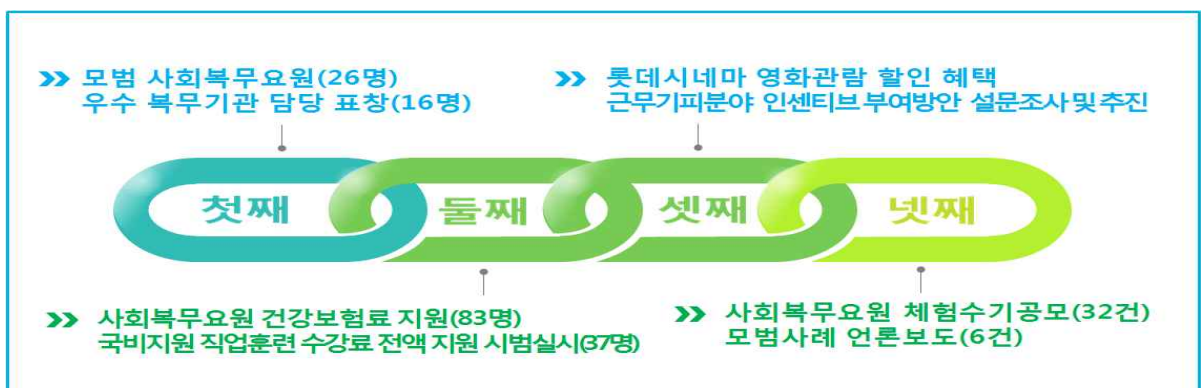 >> 모범 사회복무요원(26명)
우수 복무기관 담당 표창(16명)
>> 롯데시네마 영화관람 할인 혜택
근무기피분야 인센티브 부여방안 설문조사 및 추진
첫째 둘째 셋째 넷째
>> 사회복무요원 건강보험료 지원(83명)
국비지원 직업훈련 수강료 전액 지원 시범실시(37명)
>> 사회복무요원 체험수기공모(32건)
모범사례 언론보도(6건)